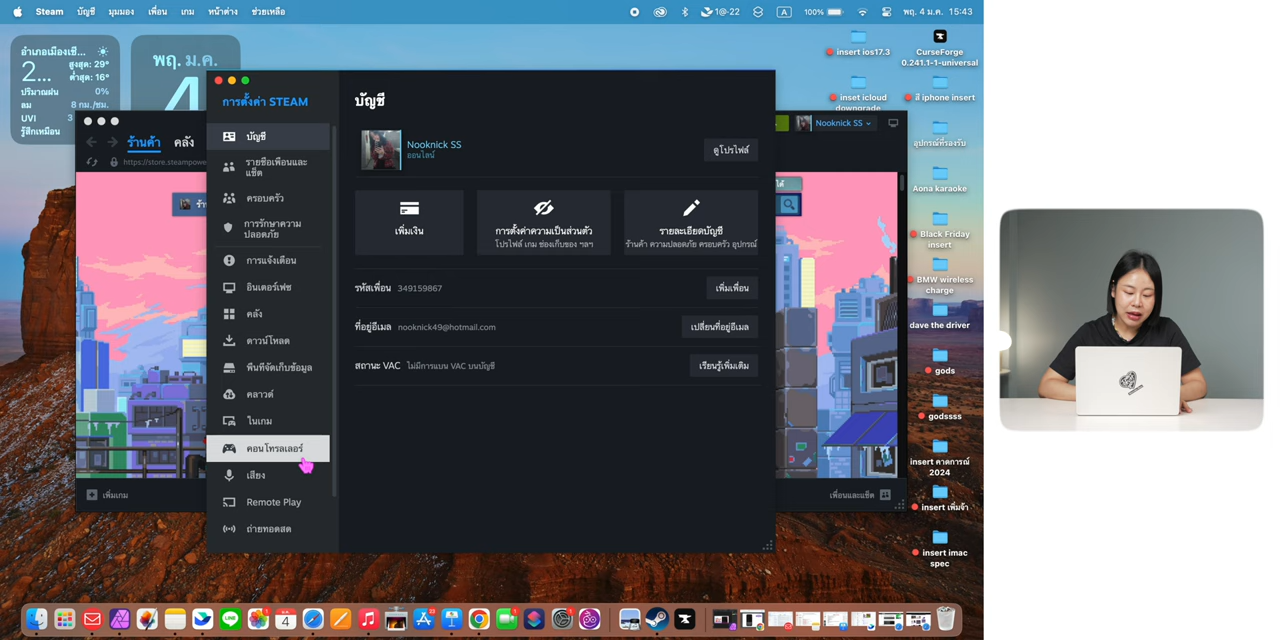 Steam บัญชี มุมมอง เพื่อน เกม หน้าต่าง ช่วยเหลือ
1@-22 A 100% พฤ. 4 ม.ค. 15:43
อำเภอเมืองเชี...
2...
สูงสุด: 29°
ต่ำสุด: 16°
ปริมาณฝน 0%
ลม 8 กม./ชม.
UVI 3
รู้สึกเหมือน
พฤ. ม.ค.
4
ร้านค้า คลัง
https://store.steampowe
เพิ่มเกม
การตั้งค่า STEAM
บัญชี
รายชื่อเพื่อนและ
แช็ต
ครอบครัว
การรักษาความ
ปลอดภัย
การแจ้งเตือน
อินเตอร์เฟซ
คลัง
ดาวน์โหลด
พื้นที่จัดเก็บข้อมูล
คลาวด์
ในเกม
คอนโทรลเลอร์
เสียง
Remote Play
ถ่ายทอดสด
บัญชี
Nooknick SS
ออนไลน์
ดูโปรไฟล์
เพิ่มเงิน
การตั้งค่าความเป็นส่วนตัว
โปรไฟล์ เกม ช่องเก็บของ ฯลฯ
รายละเอียดบัญชี
ร้านค้า ความปลอดภัย ครอบครัว อุปกรณ์
รหัสเพื่อน 349159867 เพิ่มเพื่อน
ที่อยู่อีเมล nooknick49@hotmail.com เปลี่ยนที่อยู่อีเมล
สถานะ VAC ไม่มีการแบน VAC บนบัญชี เรียนรู้เพิ่มเติม
Nooknick SS
เพื่อนและแช็ต
insert ios17.3
CurseForge
0.241.1-1-universal
inset icloud
downgrade
สี iphone insert
อุปกรณ์ที่รองรับ
Aona karaoke
Black Friday
insert
BMW wireless
charge
dave the driver
gods
godssss
insert คาดการณ์
2024
insert เพิ่มจ้า
insert imac
spec